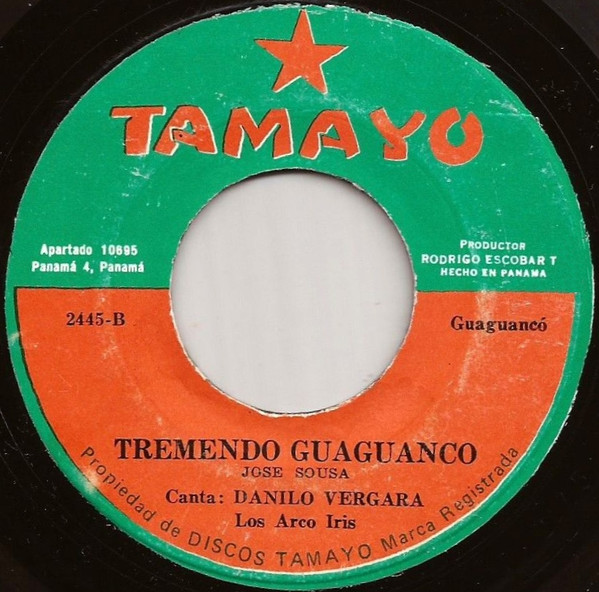 TAMAYO
Apartado 10695
Panamá 4, Panamá
PRODUCTOR
RODRIGO ESCOBAR T
HECHO EN PANAMA
2445-B
Guaguancó
TREMENDO GUAGUANCO
JOSE SOUSA
Canta: DANILO VERGARA
Los Arco Iris
Propiedad de DISCOS TAMAYO Marca Registrada